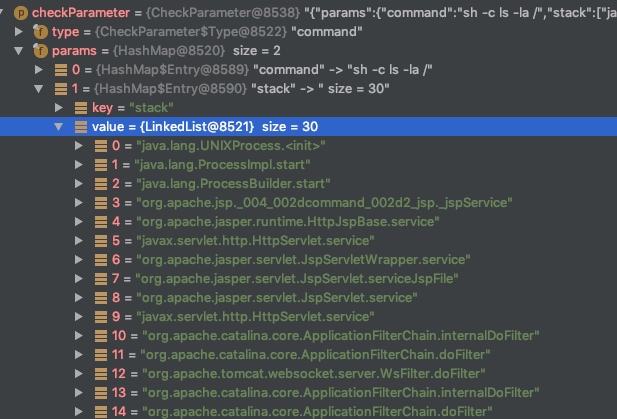 checkParameter = {CheckParameter@8538} "{"params":{"command":"sh -c ls -la /","stack":["ja
type = {CheckParameter$Type@8522} "command"
params = {HashMap@8520} size = 2
0 = {HashMap$Entry@8589} "command" -> "sh -c ls -la /"
1 = {HashMap$Entry@8590} "stack" -> " size = 30"
key = "stack"
value = {LinkedList@8521} size = 30
0 = "java.lang.UNIXProcess.<init>"
1 = "java.lang.ProcessImpl.start"
2 = "java.lang.ProcessBuilder.start"
3 = "org.apache.jsp._004_002dcommand_002d2_jsp._jspService"
4 = "org.apache.jasper.runtime.HttpJspBase.service"
5 = "javax.servlet.http.HttpServlet.service"
6 = "org.apache.jasper.servlet.JspServletWrapper.service"
7 = "org.apache.jasper.servlet.JspServlet.serviceJspFile"
8 = "org.apache.jasper.servlet.JspServlet.service"
9 = "javax.servlet.http.HttpServlet.service"
10 = "org.apache.catalina.core.ApplicationFilterChain.internalDoFilter"
11 = "org.apache.catalina.core.ApplicationFilterChain.doFilter"
12 = "org.apache.tomcat.websocket.server.WsFilter.doFilter"
13 = "org.apache.catalina.core.ApplicationFilterChain.internalDoFilter"
14 = "org.apache.catalina.core.ApplicationFilterChain.doFilter"